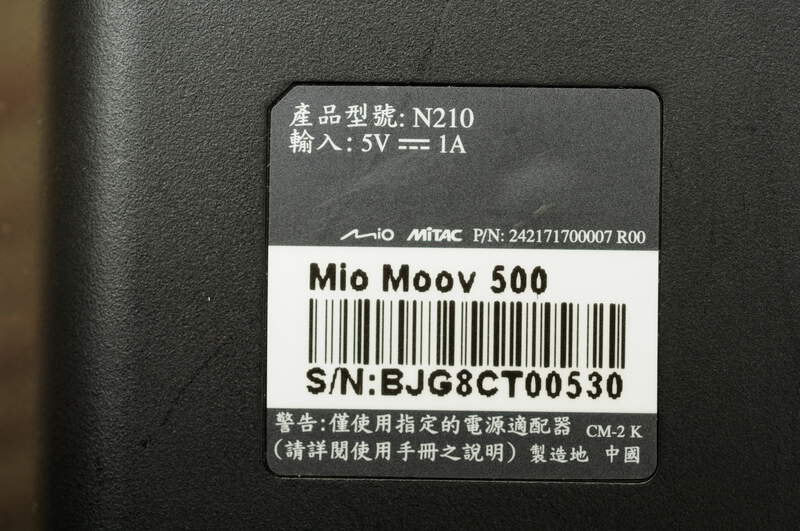 產品型號: N210
輸入: 5V ⎓ 1A
Mio MiTAC P/N: 242171700007 R00
Mio Moov 500
S/N:BJG8CT00530
警告:僅使用指定的電源適配器 CM-2 K
(請詳閱使用手冊之說明) 製造地 中國